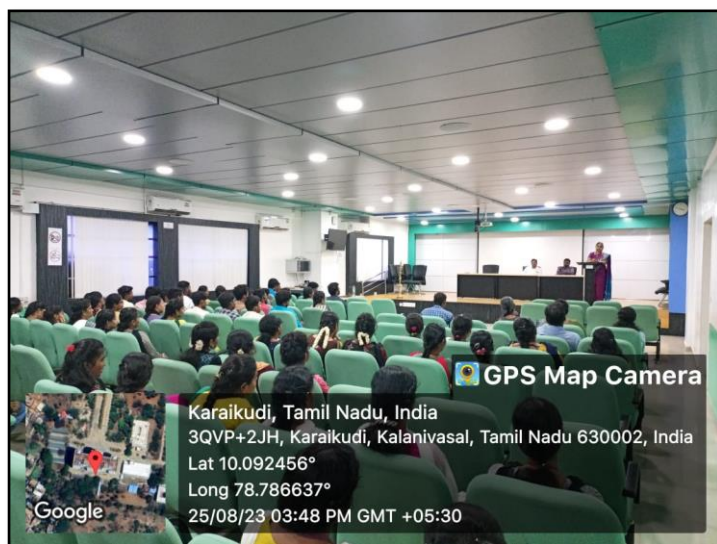 GPS Map Camera
Karaikudi, Tamil Nadu, India
3QVP+2JH, Karaikudi, Kalanivasal, Tamil Nadu 630002, India
Lat 10.092456°
Long 78.786637°
25/08/23 03:48 PM GMT +05:30
Google